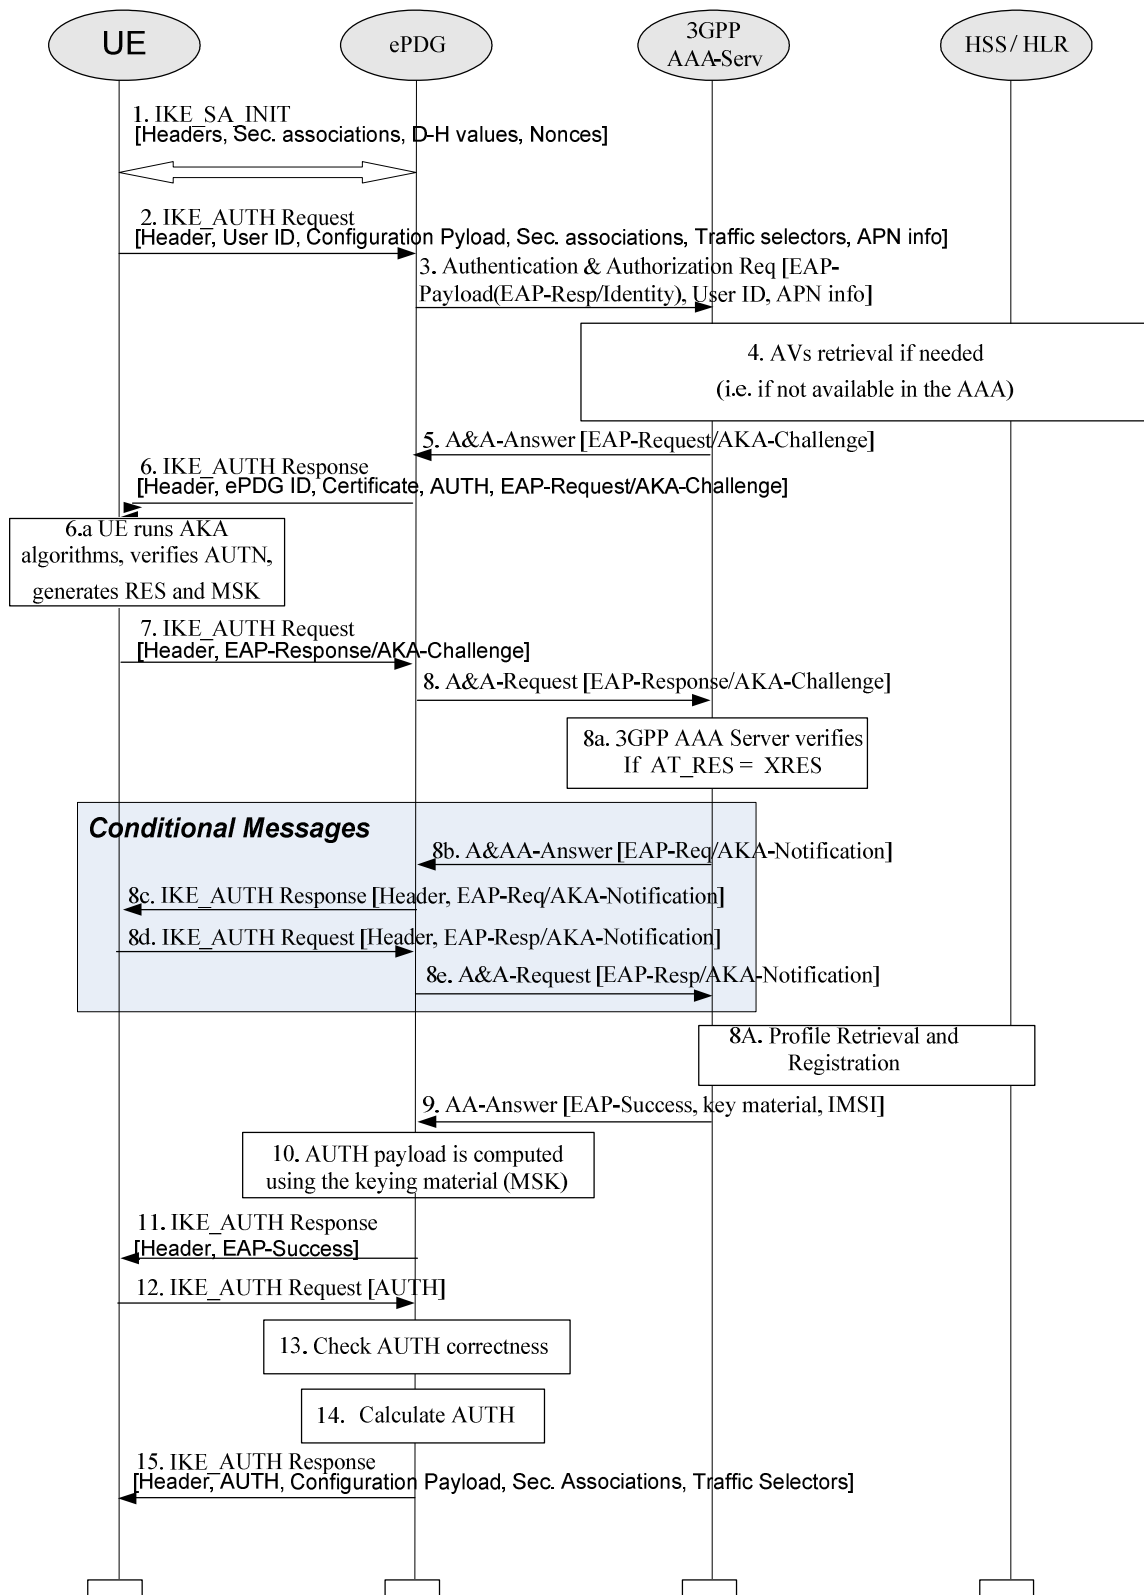 UE
ePDG
3GPP
AAA-Serv
HSS / HLR
1. IKE_SA_INIT
[Headers, Sec. associations, D-H values, Nonces]
2. IKE_AUTH Request
[Header, User ID, Configuration Pyload, Sec. associations, Traffic selectors, APN info]
3. Authentication & Authorization Req [EAP-
Payload(EAP-Resp/Identity), User ID, APN info]
4. AVs retrieval if needed
(i.e. if not available in the AAA)
5. A&A-Answer [EAP-Request/AKA-Challenge]
6. IKE_AUTH Response
[Header, ePDG ID, Certificate, AUTH, EAP-Request/AKA-Challenge]
6.a UE runs AKA
algorithms, verifies AUTN,
generates RES and MSK
7. IKE_AUTH Request
[Header, EAP-Response/AKA-Challenge]
8. A&A-Request [EAP-Response/AKA-Challenge]
8a. 3GPP AAA Server verifies
If AT_RES = XRES
Conditional Messages
8b. A&AA-Answer [EAP-Req/AKA-Notification]
8c. IKE_AUTH Response [Header, EAP-Req/AKA-Notification]
8d. IKE_AUTH Request [Header, EAP-Resp/AKA-Notification]
8e. A&A-Request [EAP-Resp/AKA-Notification]
8A. Profile Retrieval and
Registration
9. AA-Answer [EAP-Success, key material, IMSI]
10. AUTH payload is computed
using the keying material (MSK)
11. IKE_AUTH Response
[Header, EAP-Success]
12. IKE_AUTH Request [AUTH]
13. Check AUTH correctness
14. Calculate AUTH
15. IKE_AUTH Response
[Header, AUTH, Configuration Payload, Sec. Associations, Traffic Selectors]